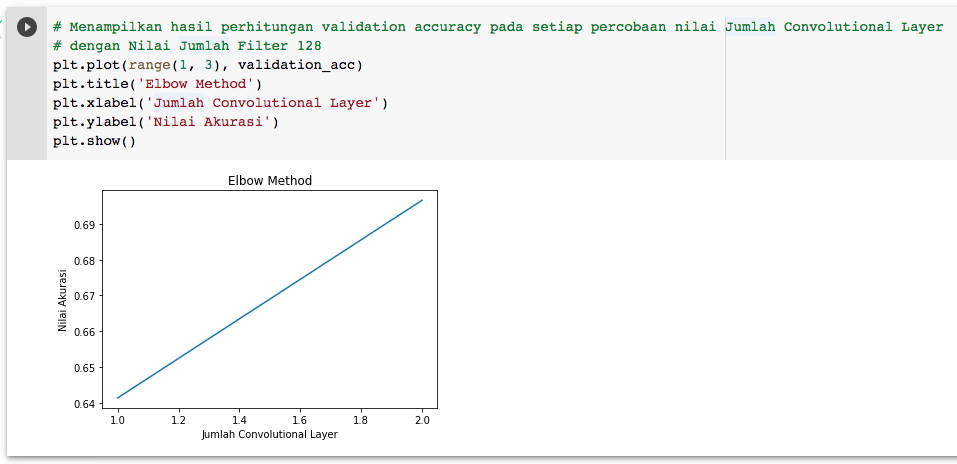 # Menampilkan hasil perhitungan validation accuracy pada setiap percobaan nilai Jumlah Convolutional Layer
# dengan Nilai Jumlah Filter 128
plt.plot(range(1, 3), validation_acc)
plt.title('Elbow Method')
plt.xlabel('Jumlah Convolutional Layer')
plt.ylabel('Nilai Akurasi')
plt.show()
Elbow Method
Nilai Akurasi
0.69
0.68
0.67
0.66
0.65
0.64
1.0 1.2 1.4 1.6 1.8 2.0
Jumlah Convolutional Layer